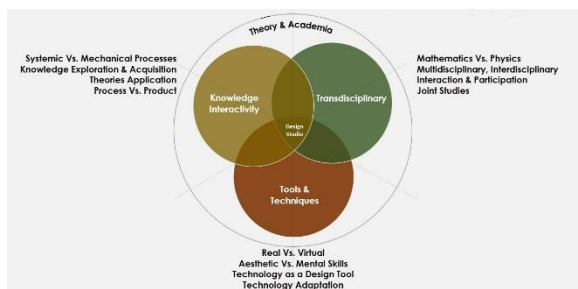 Theory & Academia
Systemic Vs. Mechanical Processes
Knowledge Exploration & Acquisition
Theories Application
Process Vs. Product
Mathematics Vs. Physics
Multidisciplinary, Interdisciplinary
Interaction & Participation
Joint Studies
Knowledge
Interactivity
Transdisciplinary
Design
Studio
Tools &
Techniques
Real Vs. Virtual
Aesthetic Vs. Mental Skills
Technology as a Design Tool
Technology Adaptation